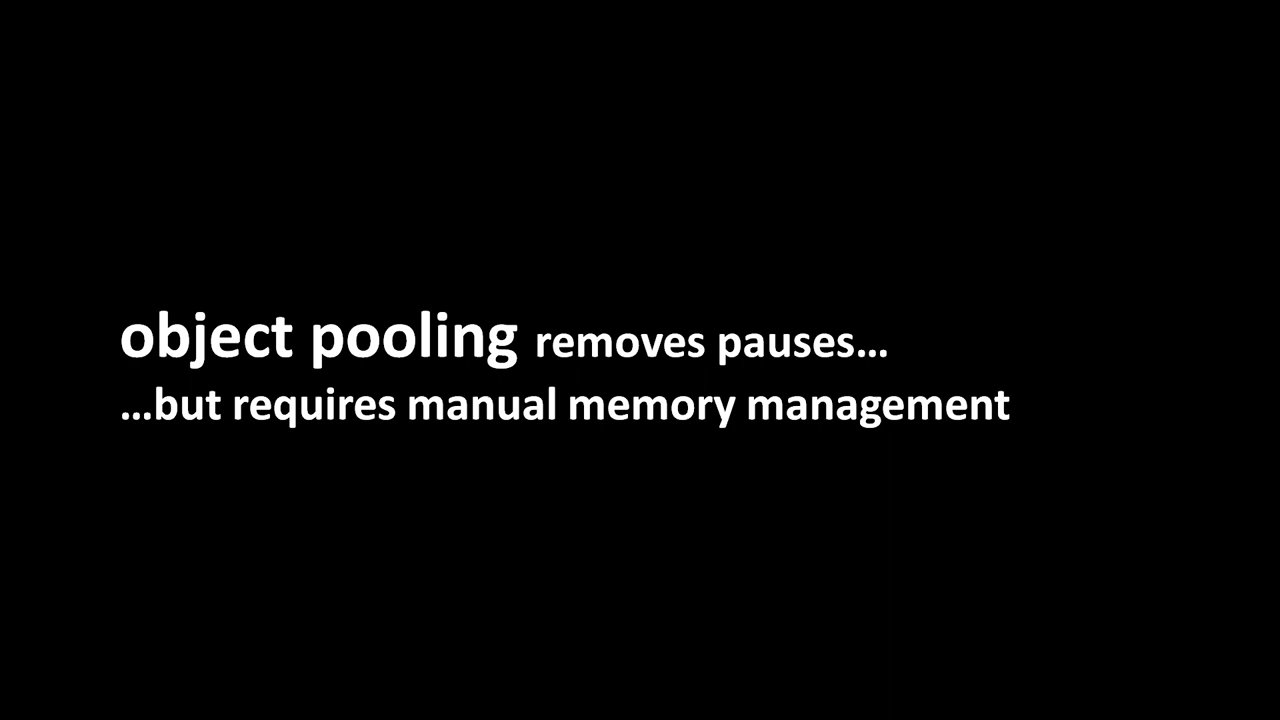 object pooling removes pauses…
…but requires manual memory management